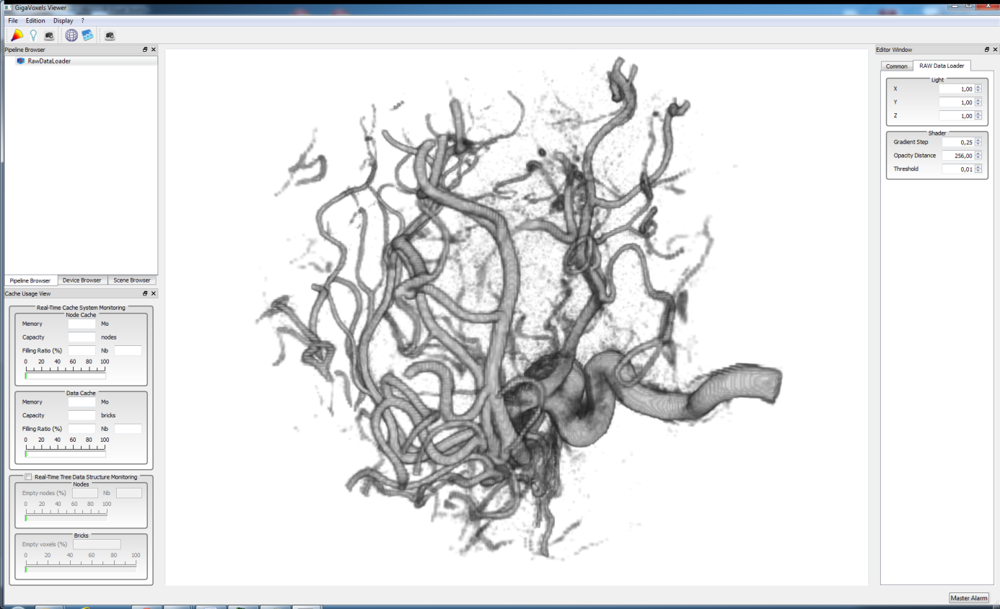 GigaVoxels Viewer
File Edition Display ?
Pipeline Browser
RawDataLoader
Pipeline Browser Device Browser Scene Browser
Cache Usage View
Real-Time Cache System Monitoring
Node Cache
Memory Mo
Capacity nodes
Filling Ratio (%) Nb
0 20 40 60 80 100
Data Cache
Memory Mo
Capacity bricks
Filling Ratio (%) Nb
0 20 40 60 80 100
Real-Time Tree Data Structure Monitoring
Nodes
Empty nodes (%) Nb
0 20 40 60 80 100
Bricks
Empty voxels (%)
0 20 40 60 80 100
Editor Window
Common RAW Data Loader
Light
X 1,00
Y 1,00
Z 1,00
Shader
Gradient Step 0,25
Opacity Distance 256,00
Threshold 0,01
Master Alarm